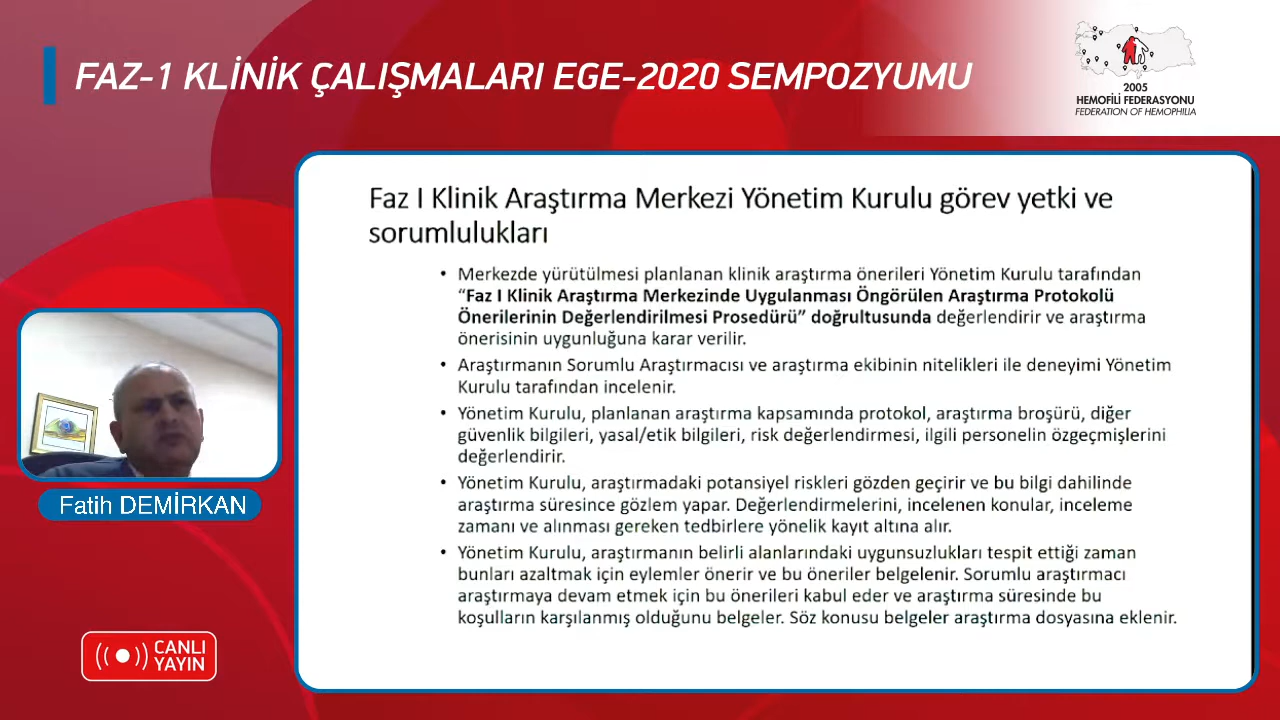 FAZ-1 KLİNİK ÇALIŞMALARI EGE-2020 SEMPOZYUMU
2005
HEMOFİLİ FEDERASYONU
FEDERATION OF HEMOPHILIA
Faz I Klinik Araştırma Merkezi Yönetim Kurulu görev yetki ve
sorumlulukları
• Merkezde yürütülmesi planlanan klinik araştırma önerileri Yönetim Kurulu tarafından
“Faz I Klinik Araştırma Merkezinde Uygulanması Öngörülen Araştırma Protokolü
Önerilerinin Değerlendirilmesi Prosedürü” doğrultusunda değerlendirir ve araştırma
önerisinin uygunluğuna karar verilir.
• Araştırmanın Sorumlu Araştırmacısı ve araştırma ekibinin nitelikleri ile deneyimi Yönetim
Kurulu tarafından incelenir.
• Yönetim Kurulu, planlanan araştırma kapsamında protokol, araştırma broşürü, diğer
güvenlik bilgileri, yasal/etik bilgileri, risk değerlendirmesi, ilgili personelin özgeçmişlerini
değerlendirir.
• Yönetim Kurulu, araştırmadaki potansiyel riskleri gözden geçirir ve bu bilgi dahilinde
araştırma süresince gözlem yapar. Değerlendirmelerini, incelenen konular, inceleme
zamanı ve alınması gereken tedbirlere yönelik kayıt altına alır.
• Yönetim Kurulu, araştırmanın belirli alanlarındaki uygunsuzlukları tespit ettiği zaman
bunları azaltmak için eylemler önerir ve bu öneriler belgelenir. Sorumlu araştırmacı
araştırmaya devam etmek için bu önerileri kabul eder ve araştırma süresinde bu
koşulların karşılanmış olduğunu belgeler. Söz konusu belgeler araştırma dosyasına eklenir.
Fatih DEMİRKAN
CANLI
YAYIN